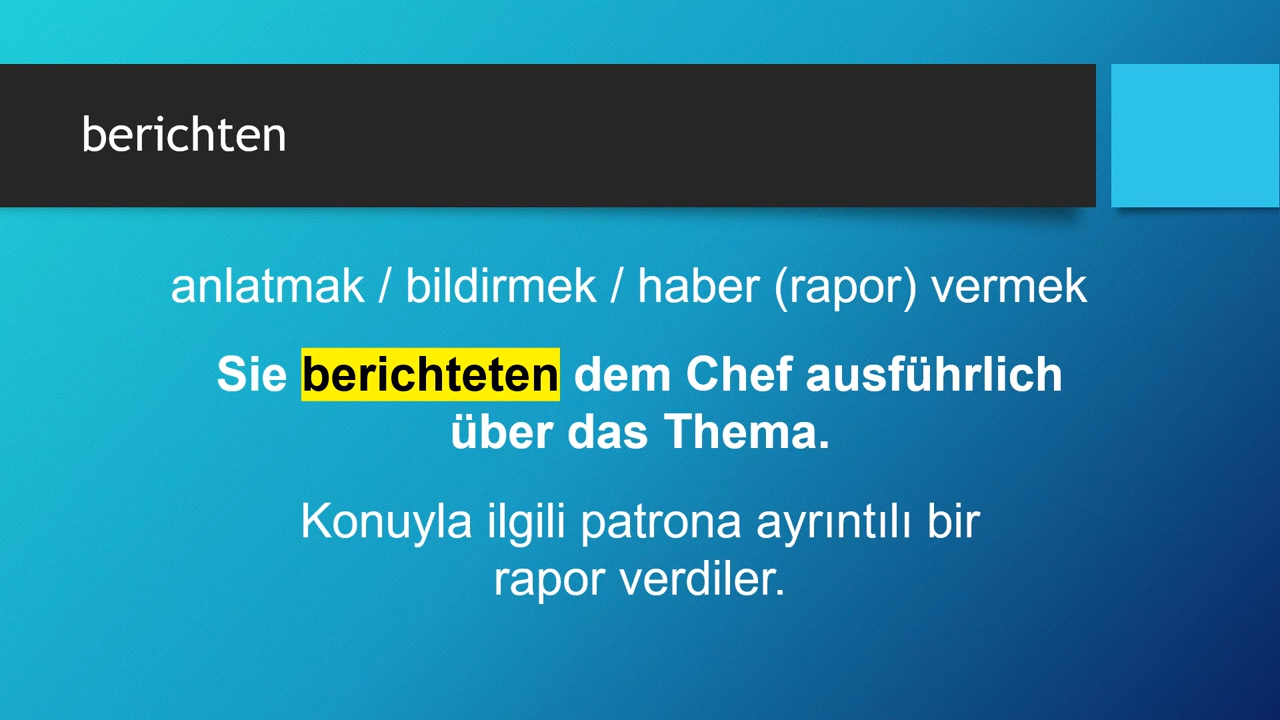 berichten
anlatmak / bildirmek / haber (rapor) vermek
Sie berichteten dem Chef ausführlich
über das Thema.
Konuyla ilgili patrona ayrıntılı bir
rapor verdiler.